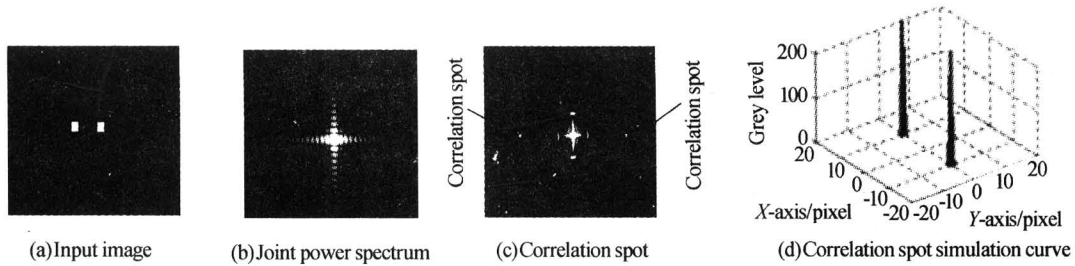 Correlation spot
Correlation spot
Grey level
200
100
0
20
10
0
-10
-20
X-axis/pixel
-20
-10
0
10
20
Y-axis/pixel
(a)Input image
(b)Joint power spectrum
(c)Correlation spot
(d)Correlation spot simulation curve